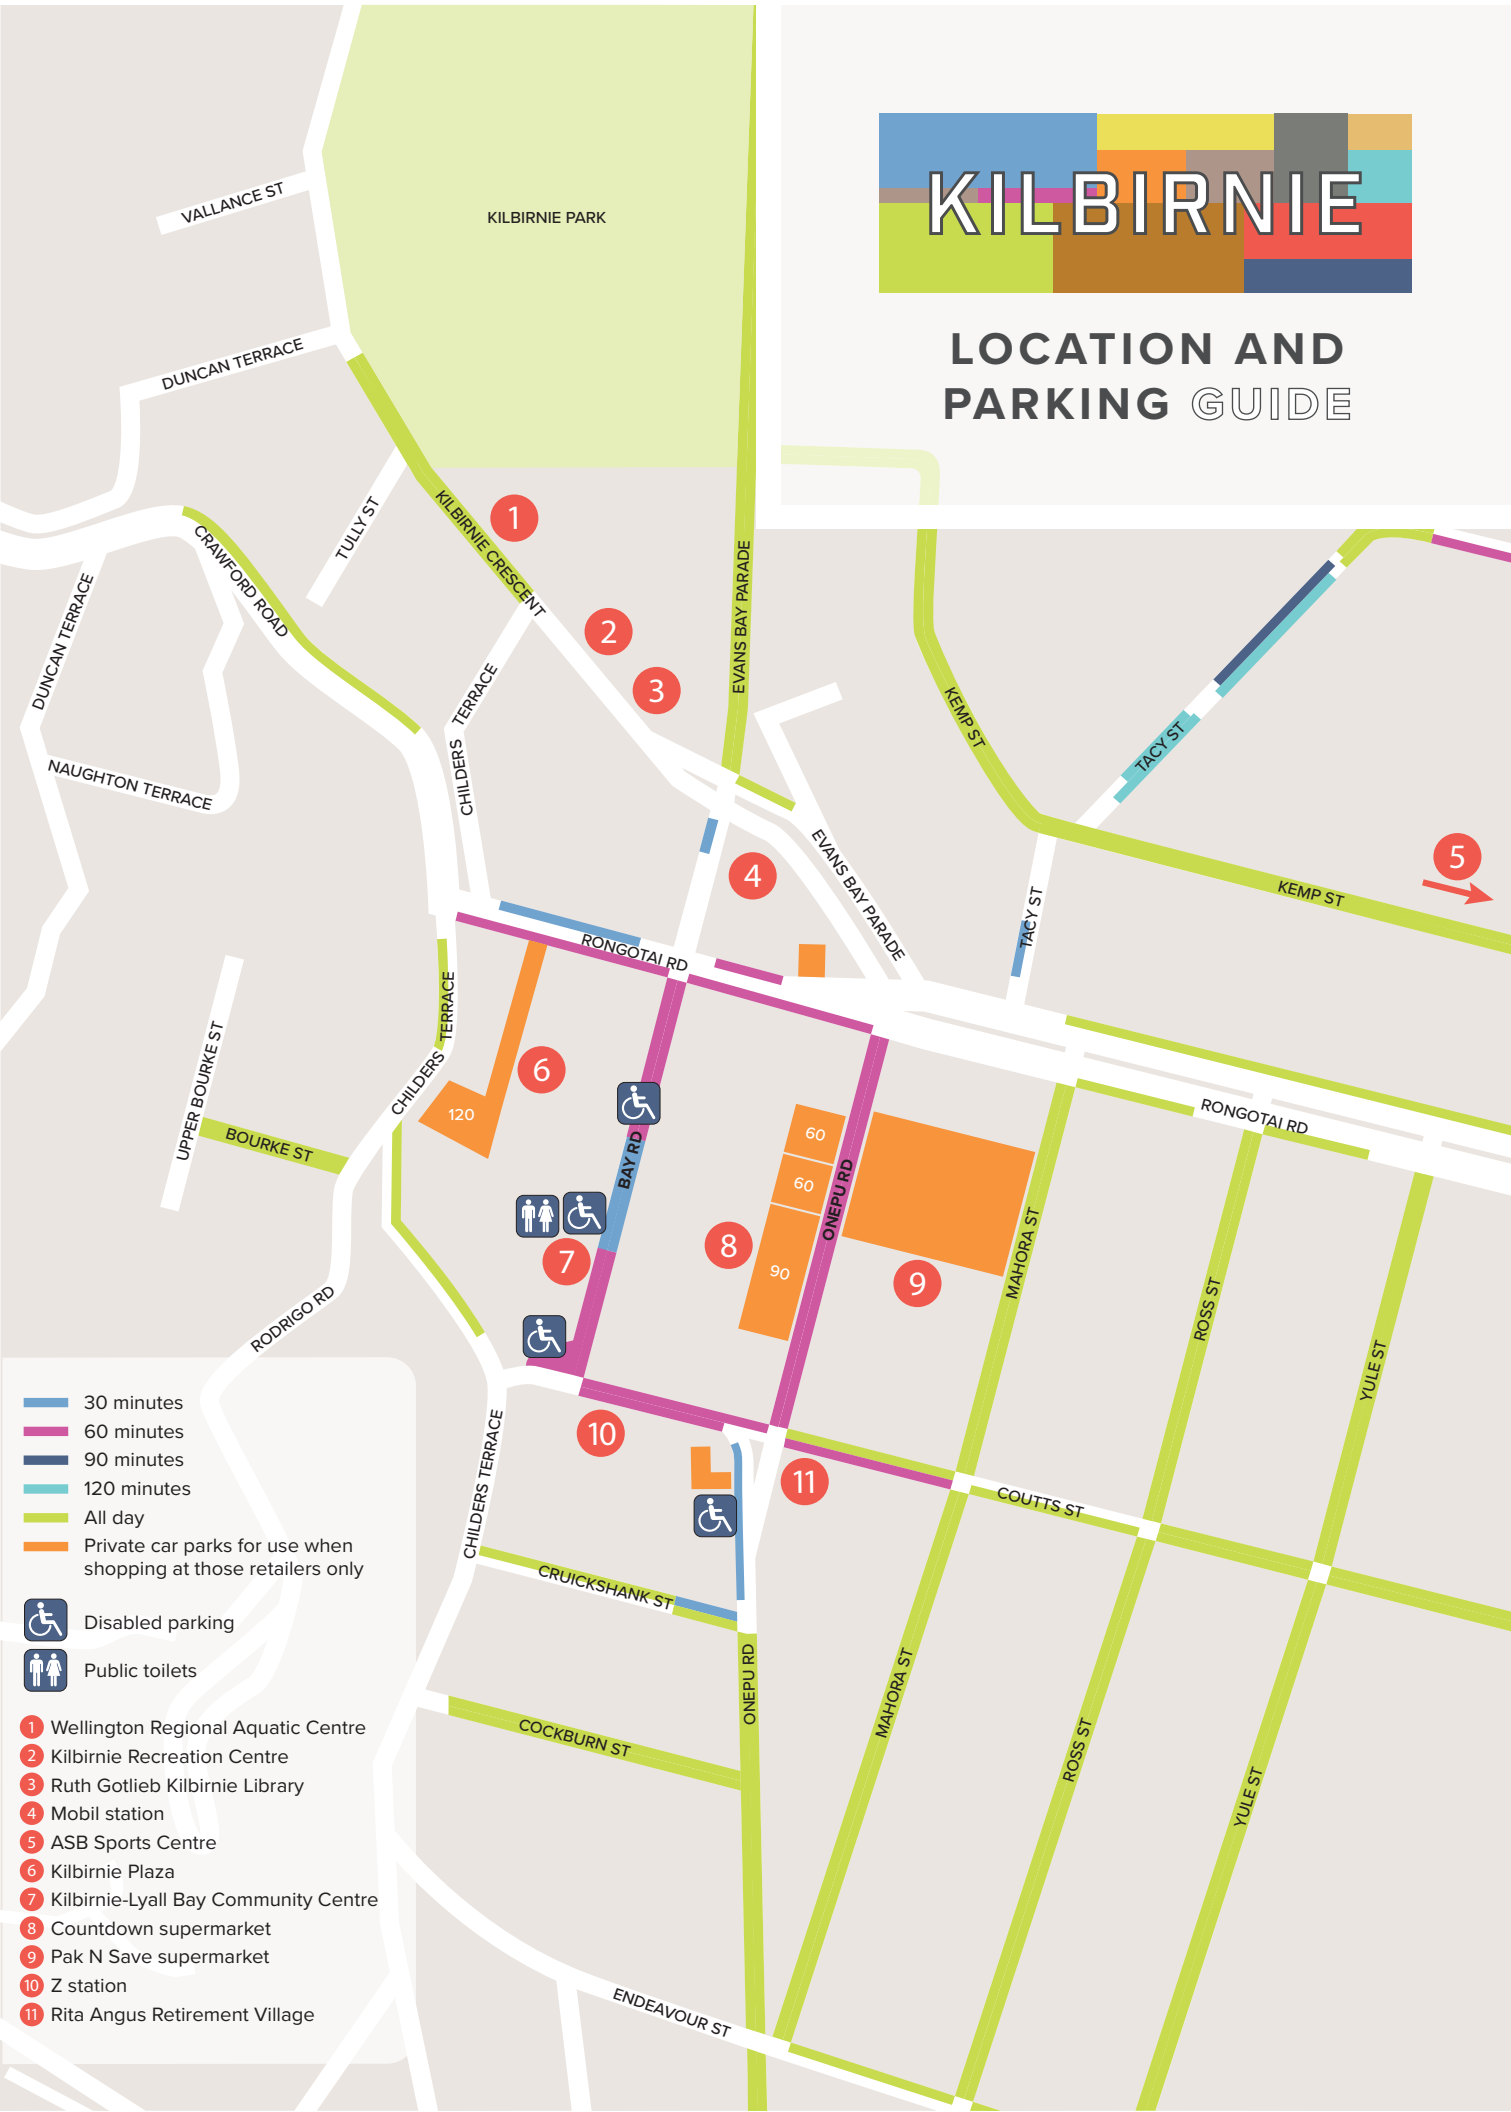 KILBIRNIE
LOCATION AND
PARKING GUIDE
KILBIRNIE PARK
VALLANCE ST
DUNCAN TERRACE
TULLY ST
KILBIRNIE CRESCENT
1
CRAWFORD ROAD
DUNCAN TERRACE
NAUGHTON TERRACE
2
3
EVANS BAY PARADE
CHILDERS TERRACE
KEMP ST
TACY ST
4
EVANS BAY PARADE
5
KEMP ST
TACY ST
RONGOTAI RD
CHILDERS TERRACE
UPPER BOURKE ST
BOURKE ST
6
120
BAY RD
60
60
90
ONEPU RD
RONGOTAI RD
7
8
9
MAHORA ST
ROSS ST
YULE ST
RODRIGO RD
10
11
CHILDERS TERRACE
COUTTS ST
CRUICKSHANK ST
ONEPU RD
COCKBURN ST
MAHORA ST
ROSS ST
YULE ST
ENDEAVOUR ST
30 minutes
60 minutes
90 minutes
120 minutes
All day
Private car parks for use when
shopping at those retailers only
Disabled parking
Public toilets
1 Wellington Regional Aquatic Centre
2 Kilbirnie Recreation Centre
3 Ruth Gotlieb Kilbirnie Library
4 Mobil station
5 ASB Sports Centre
6 Kilbirnie Plaza
7 Kilbirnie-Lyall Bay Community Centre
8 Countdown supermarket
9 Pak N Save supermarket
10 Z station
11 Rita Angus Retirement Village